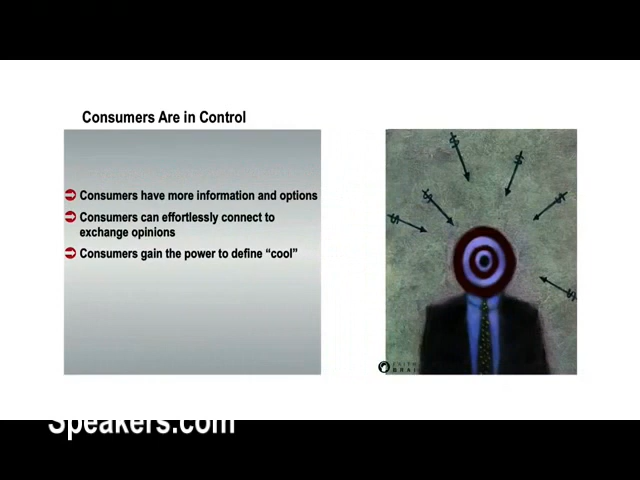 Consumers Are in Control
Consumers have more information and options
Consumers can effortlessly connect to
exchange opinions
Consumers gain the power to define “cool”
$ $ $ $ $ $
Speakers.com